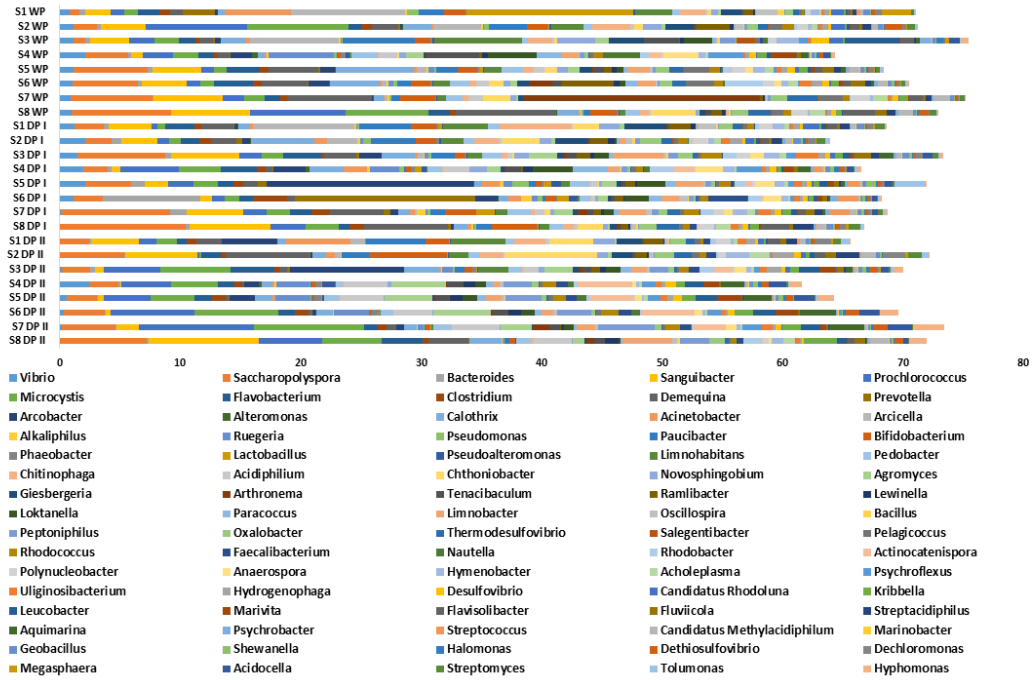 S1 WP
S2 WP
S3 WP
S4 WP
S5 WP
S6 WP
S7 WP
S8 WP
S1 DP I
S2 DP I
S3 DP I
S4 DP I
S5 DP I
S6 DP I
S7 DP I
S8 DP I
S1 DP II
S2 DP II
S3 DP II
S4 DP II
S5 DP II
S6 DP II
S7 DP II
S8 DP II
0 10 20 30 40 50 60 70 80
Vibrio Saccharopolyspora Bacteroides Sanguibacter Prochlorococcus
Microcystis Flavobacterium Clostridium Demequina Prevotella
Arcobacter Alteromonas Calothrix Acinetobacter Arcicella
Alkaliphilus Ruegeria Pseudomonas Paucibacter Bifidobacterium
Phaeobacter Lactobacillus Pseudoalteromonas Limnohabitans Pedobacter
Chitinophaga Acidiphilium Chthoniobacter Novosphingobium Agromyces
Giesbergeria Arthronema Tenacibaculum Ramlibacter Lewinella
Loktanella Paracoccus Limnobacter Oscillospira Bacillus
Peptoniphilus Oxalobacter Thermodesulfovibrio Salegentibacter Pelagicoccus
Rhodococcus Faecalibacterium Nautella Rhodobacter Actinocatenispora
Polynucleobacter Anaerospora Hymenobacter Acholeplasma Psychroflexus
Uliginosibacterium Hydrogenophaga Desulfovibrio Candidatus Rhodoluna Kribbella
Leucobacter Marivita Flavisolibacter Fluviicola Streptacidiphilus
Aquimarina Psychrobacter Streptococcus Candidatus Methylacidiphilum Marinobacter
Geobacillus Shewanella Halomonas Dethiosulfovibrio Dechloromonas
Megasphaera Acidocella Streptomyces Tolumonas Hyphomonas